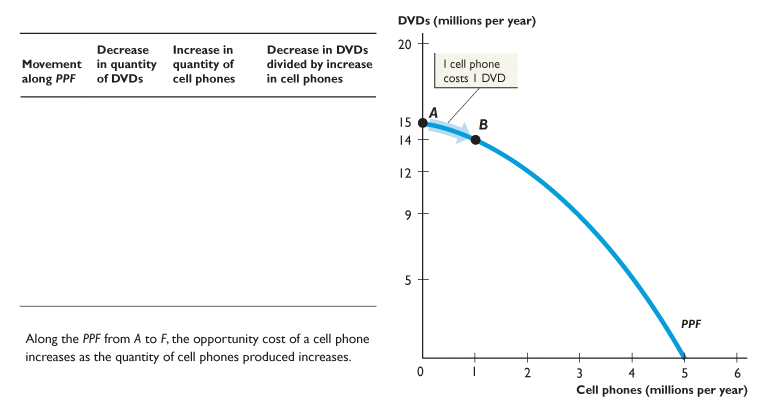 Movement
along PPF
Decrease
in quantity
of DVDs
Increase in
quantity of
cell phones
Decrease in DVDs
divided by increase
in cell phones
Along the PPF from A to F, the opportunity cost of a cell phone
increases as the quantity of cell phones produced increases.
DVDs (millions per year)
20
1 cell phone
costs 1 DVD
A
B
15
14
12
9
5
PPF
0 1 2 3 4 5 6
Cell phones (millions per year)